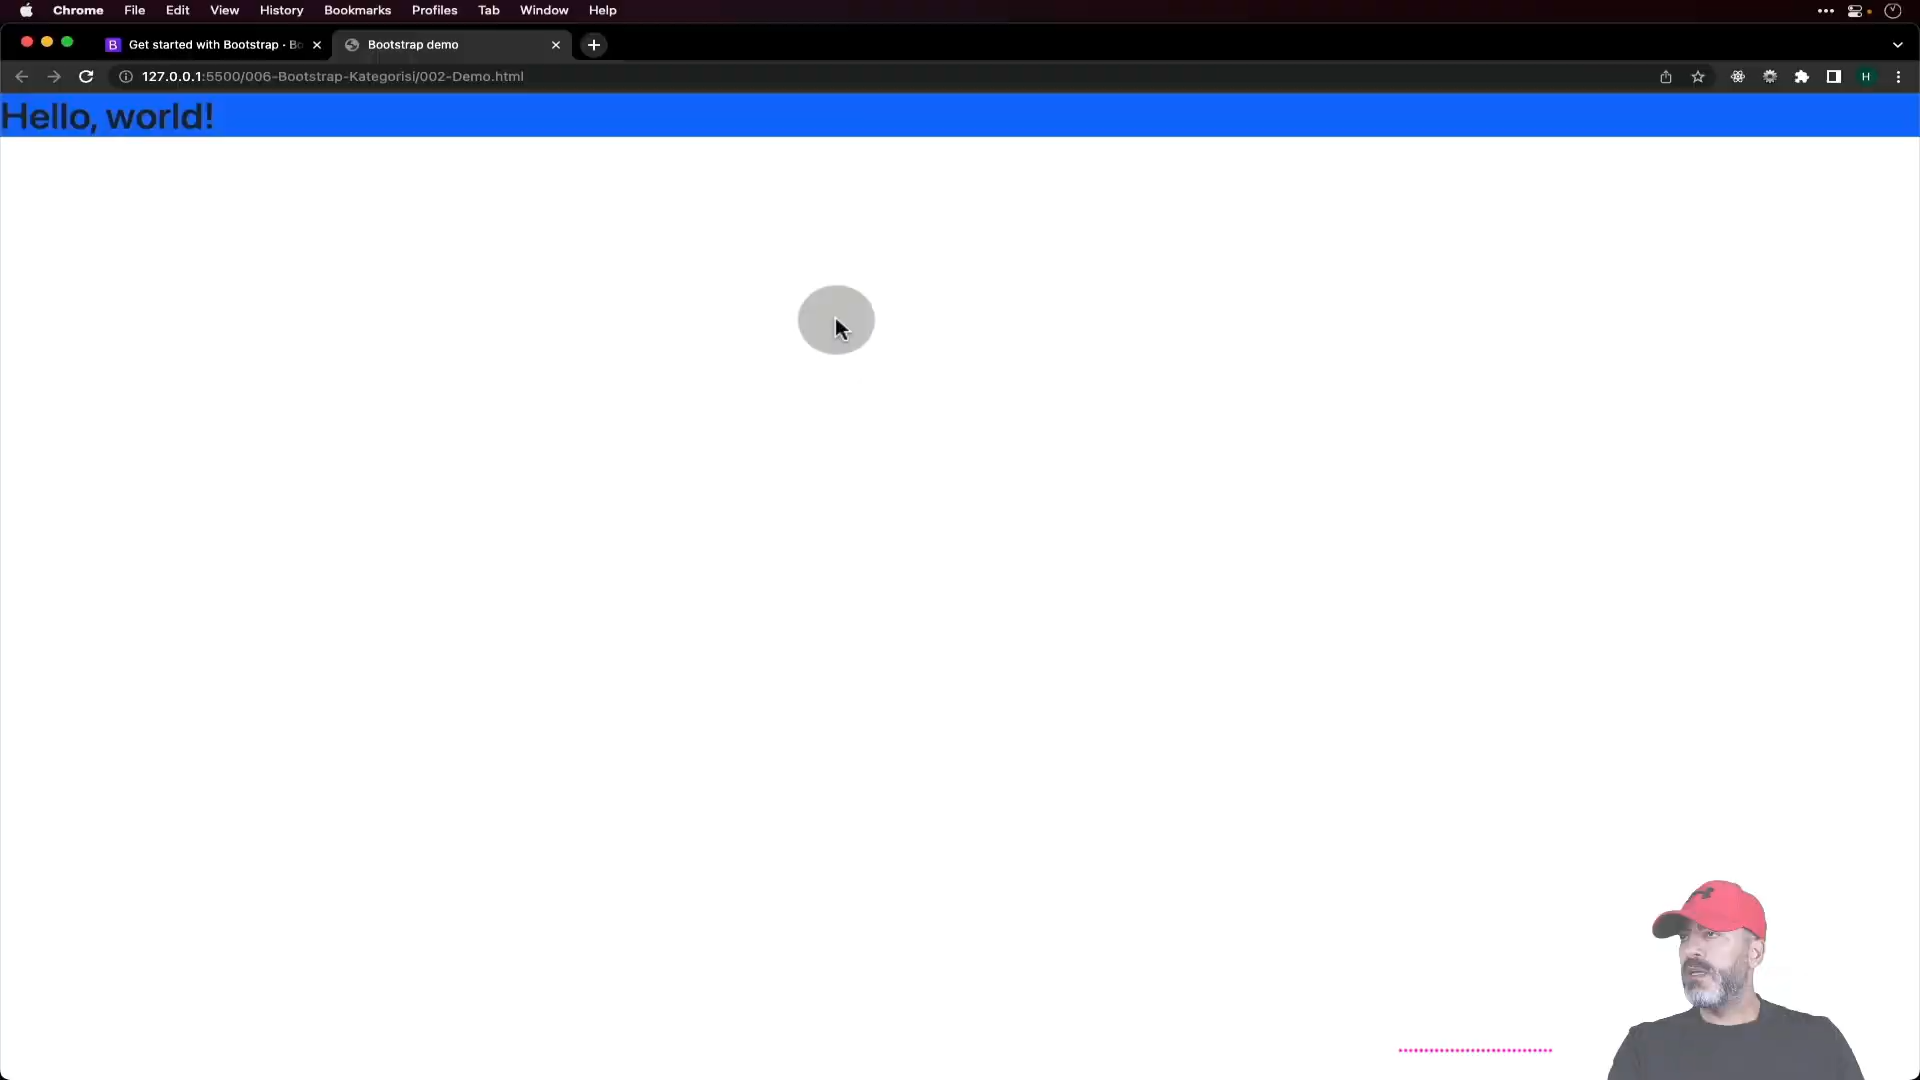 Chrome File Edit View History Bookmarks Profiles Tab Window Help
B Get started with Bootstrap · Bo
Bootstrap demo
127.0.0.1:5500/006-Bootstrap-Kategorisi/002-Demo.html
H
Hello, world!